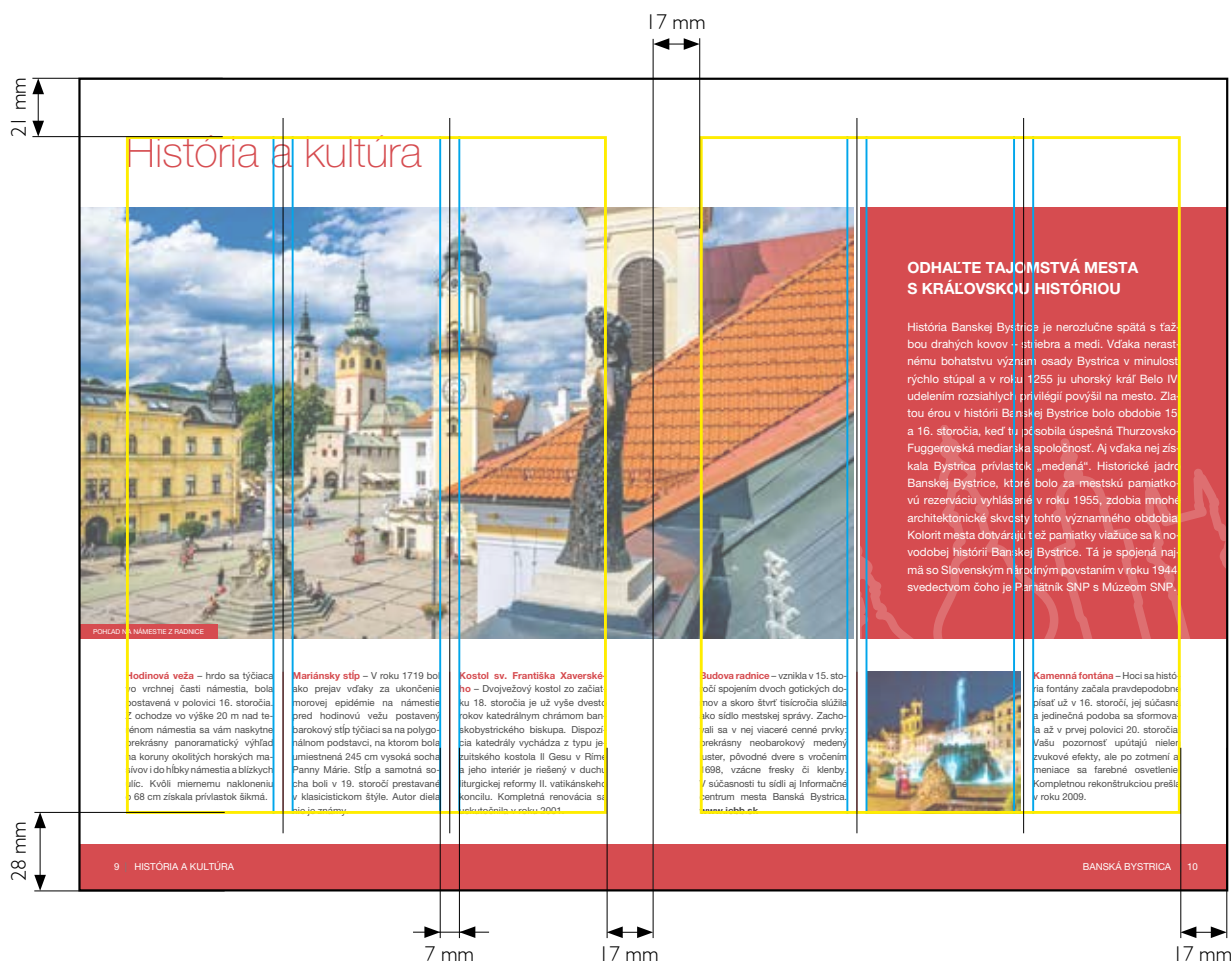 17 mm
21 mm
História a kultúra
ODHAĽTE TAJOMSTVÁ MESTA
S KRÁĽOVSKOU HISTÓRIOU
História Banskej Bystrice je nerozlučne spätá s ťaž-
bou drahých kovov – striebra a medi. Vďaka nerast-
nému bohatstvu význam osady Bystrica v minulosti
rýchlo stúpal a v roku 1255 ju uhorský kráľ Belo IV.
udelením rozsiahlych privilégií povýšil na mesto. Zla-
tou érou v histórií Banskej Bystrice bolo obdobie 15.
a 16. storočia, keď tu pôsobila úspešná Thurzovsko-
Fuggerovská mediarska spoločnosť. Aj vďaka nej zís-
kala Bystrica prívlastok „medená“. Historické jadro
Banskej Bystrice, ktoré bolo za mestskú pamiatko-
vú rezerváciu vyhlásené v roku 1955, zdobia mnohé
architektonické skvosty tohto významného obdobia.
Kolorit mesta dotvárajú tiež pamiatky viažuce sa k no-
vodobej histórií Banskej Bystrice. Tá je spojená naj-
mä so Slovenským národným povstaním v roku 1944,
svedectvom čoho je Pamätník SNP s Múzeom SNP.
POHĽAD NA NÁMESTIE Z RADNICE
Hodinová veža – hrdo sa týčiaca
vo vrchnej časti námestia, bola
postavená v polovici 16. storočia.
Z ochodze vo výške 20 m nad te-
rénom námestia sa vám naskytne
prekrásny panoramatický výhľad
na koruny okolitých horských ma-
sívov i do hĺbky námestia a blízkych
ulíc. Kvôli miernemu nakloneniu
o 68 cm získala prívlastok šikmá.
Mariánsky stĺp – V roku 1719 bol
ako prejav vďaky za ukončenie
morovej epidémie na námestie
pred hodinovú vežu postavený
barokový stĺp týčiaci sa na polygo-
nálnom podstavci, na ktorom bola
umiestnená 245 cm vysoká socha
Panny Márie. Stĺp a samotná so-
cha boli v 19. storočí prestavané
v klasicistickom štýle. Autor diela
nie je známy.
Kostol sv. Františka Xaverské-
ho – Dvojvežový kostol zo začiat-
ku 18. storočia je už vyše dvesto
rokov katedrálnym chrámom ban-
skobystrického biskupa. Dispozí-
cia katedrály vychádza z typu je-
zuitského kostola Il Gesu v Ríme
a jeho interiér je riešený v duchu
liturgickej reformy II. vatikánskeho
koncilu. Kompletná renovácia sa
uskutočnila v roku 2001.
Budova radnice – vznikla v 15. sto-
ročí spojením dvoch gotických do-
mov a skoro štvrť tisícročia slúžila
ako sídlo mestskej správy. Zacho-
vali sa v nej viaceré cenné prvky:
prekrásny neobarokový medený
luster, pôvodné dvere s vročením
1698, vzácne fresky či klenby.
V súčasnosti tu sídli aj Informačné
centrum mesta Banská Bystrica.
www.icbb.sk
Kamenná fontána – Hoci sa histó-
ria fontány začala pravdepodobne
písať už v 16. storočí, jej súčasná
a jedinečná podoba sa sformova-
la až v prvej polovici 20. storočia.
Vašu pozornosť upútajú nielen
zvukové efekty, ale po zotmení aj
meniace sa farebné osvetlenie.
Kompletnou rekonštrukciou prešla
v roku 2009.
28 mm
9 HISTÓRIA A KULTÚRA
BANSKÁ BYSTRICA 10
7 mm
17 mm
17 mm